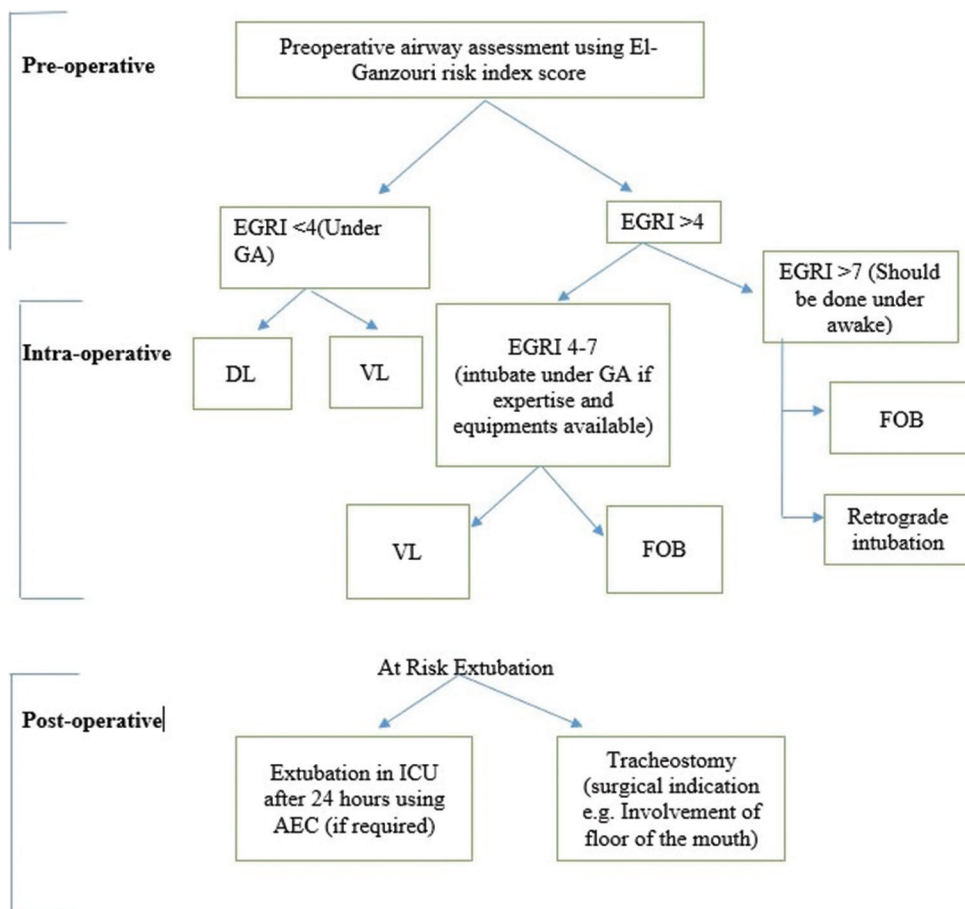 Pre-operative
Preoperative airway assessment using El-
Ganzouri risk index score
EGRI <4(Under
GA)
EGRI >4
EGRI >7 (Should
be done under
awake)
Intra-operative
DL
VL
EGRI 4-7
(intubate under GA if
expertise and
equipments available)
FOB
Retrograde
intubation
VL
FOB
At Risk Extubation
Post-operative
Extubation in ICU
after 24 hours using
AEC (if required)
Tracheostomy
(surgical indication
e.g. Involvement of
floor of the mouth)